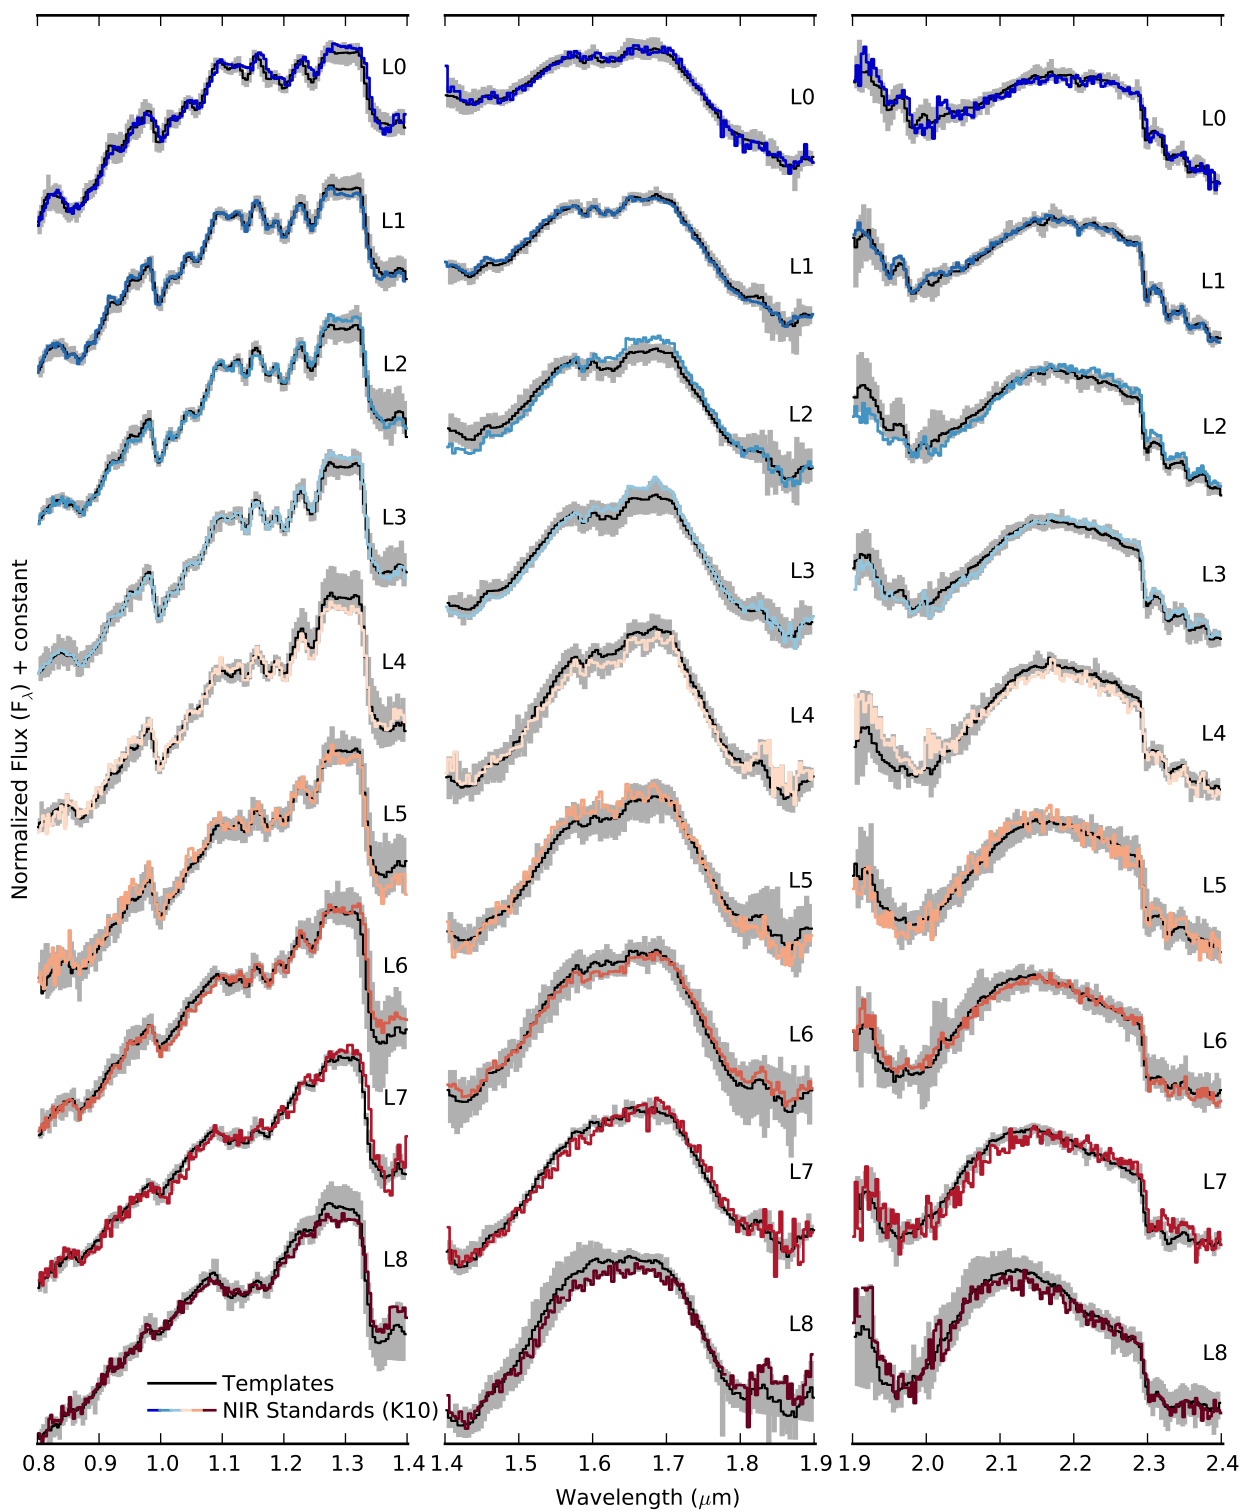 L0
L0
L0
L1
L1
L1
L2
L2
L2
L3
L3
L3
L4
L4
L4
L5
L5
L5
L6
L6
L6
L7
L7
L7
L8
L8
L8
Normalized Flux (Fλ) + constant
Templates
NIR Standards (K10)
0.8 0.9 1.0 1.1 1.2 1.3 1.4
1.4 1.5 1.6 1.7 1.8 1.9
1.9 2.0 2.1 2.2 2.3 2.4
Wavelength (μm)